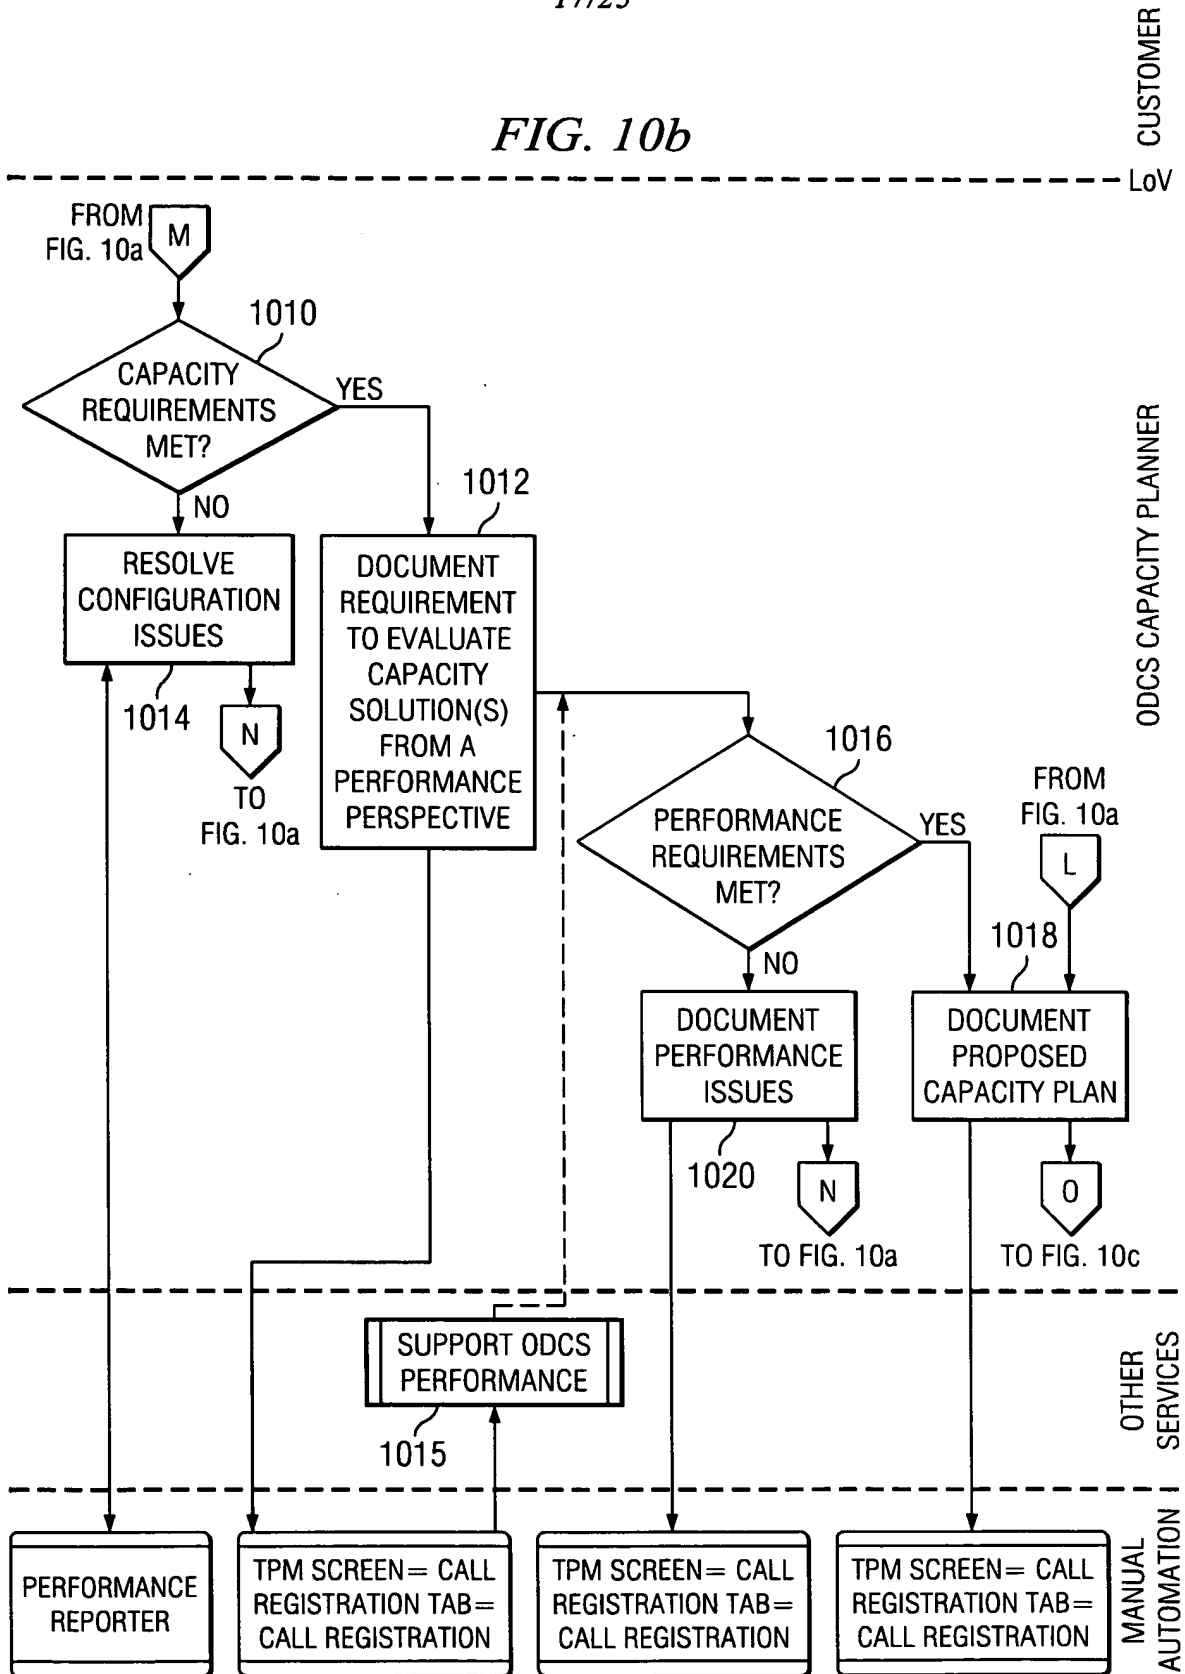 17/25
CUSTOMER
FIG. 10b
LoV
FROM
FIG. 10a
M
1010
CAPACITY
REQUIREMENTS
MET?
YES
NO
1012
RESOLVE
CONFIGURATION
ISSUES
1014
N
TO
FIG. 10a
DOCUMENT
REQUIREMENT
TO EVALUATE
CAPACITY
SOLUTION(S)
FROM A
PERFORMANCE
PERSPECTIVE
ODCS CAPACITY PLANNER
1016
PERFORMANCE
REQUIREMENTS
MET?
YES
NO
FROM
FIG. 10a
L
1018
DOCUMENT
PERFORMANCE
ISSUES
1020
N
TO FIG. 10a
DOCUMENT
PROPOSED
CAPACITY PLAN
O
TO FIG. 10c
SUPPORT ODCS
PERFORMANCE
1015
OTHER
SERVICES
PERFORMANCE
REPORTER
TPM SCREEN= CALL
REGISTRATION TAB=
CALL REGISTRATION
TPM SCREEN= CALL
REGISTRATION TAB=
CALL REGISTRATION
TPM SCREEN= CALL
REGISTRATION TAB=
CALL REGISTRATION
MANUAL
AUTOMATION